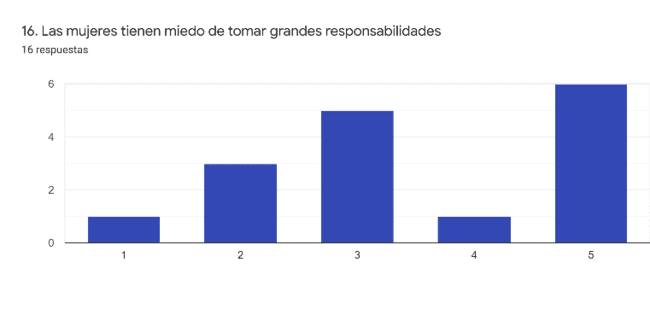 16. Las mujeres tienen miedo de tomar grandes responsabilidades
16 respuestas
6
4
2
0
1 2 3 4 5